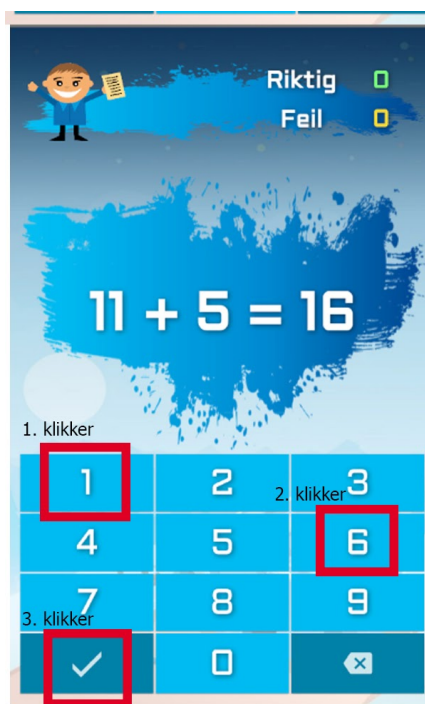 Riktig 0
Feil 0
11 + 5 = 16
1. klikker
1 2 3
2. klikker
4 5 6
7 8 9
3. klikker
0